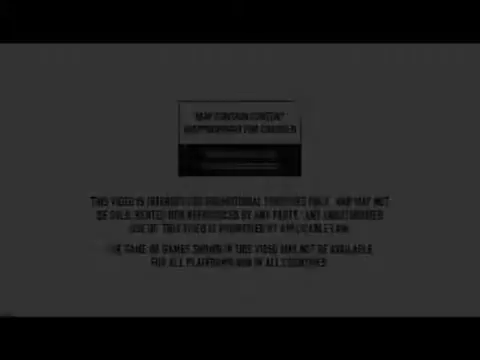 MAY CONTAIN CONTENT
INAPPROPRIATE FOR CHILDREN
THIS VIDEO IS INTENDED FOR PROMOTIONAL PURPOSES ONLY, AND MAY NOT
BE SOLD, RENTED NOR REPRODUCED BY ANY PARTY. ANY UNAUTHORIZED
USE OF THIS VIDEO IS PROHIBITED BY APPLICABLE LAW.
THE GAME OR GAMES SHOWN IN THIS VIDEO MAY NOT BE AVAILABLE
FOR ALL PLATFORMS NOR IN ALL COUNTRIES.